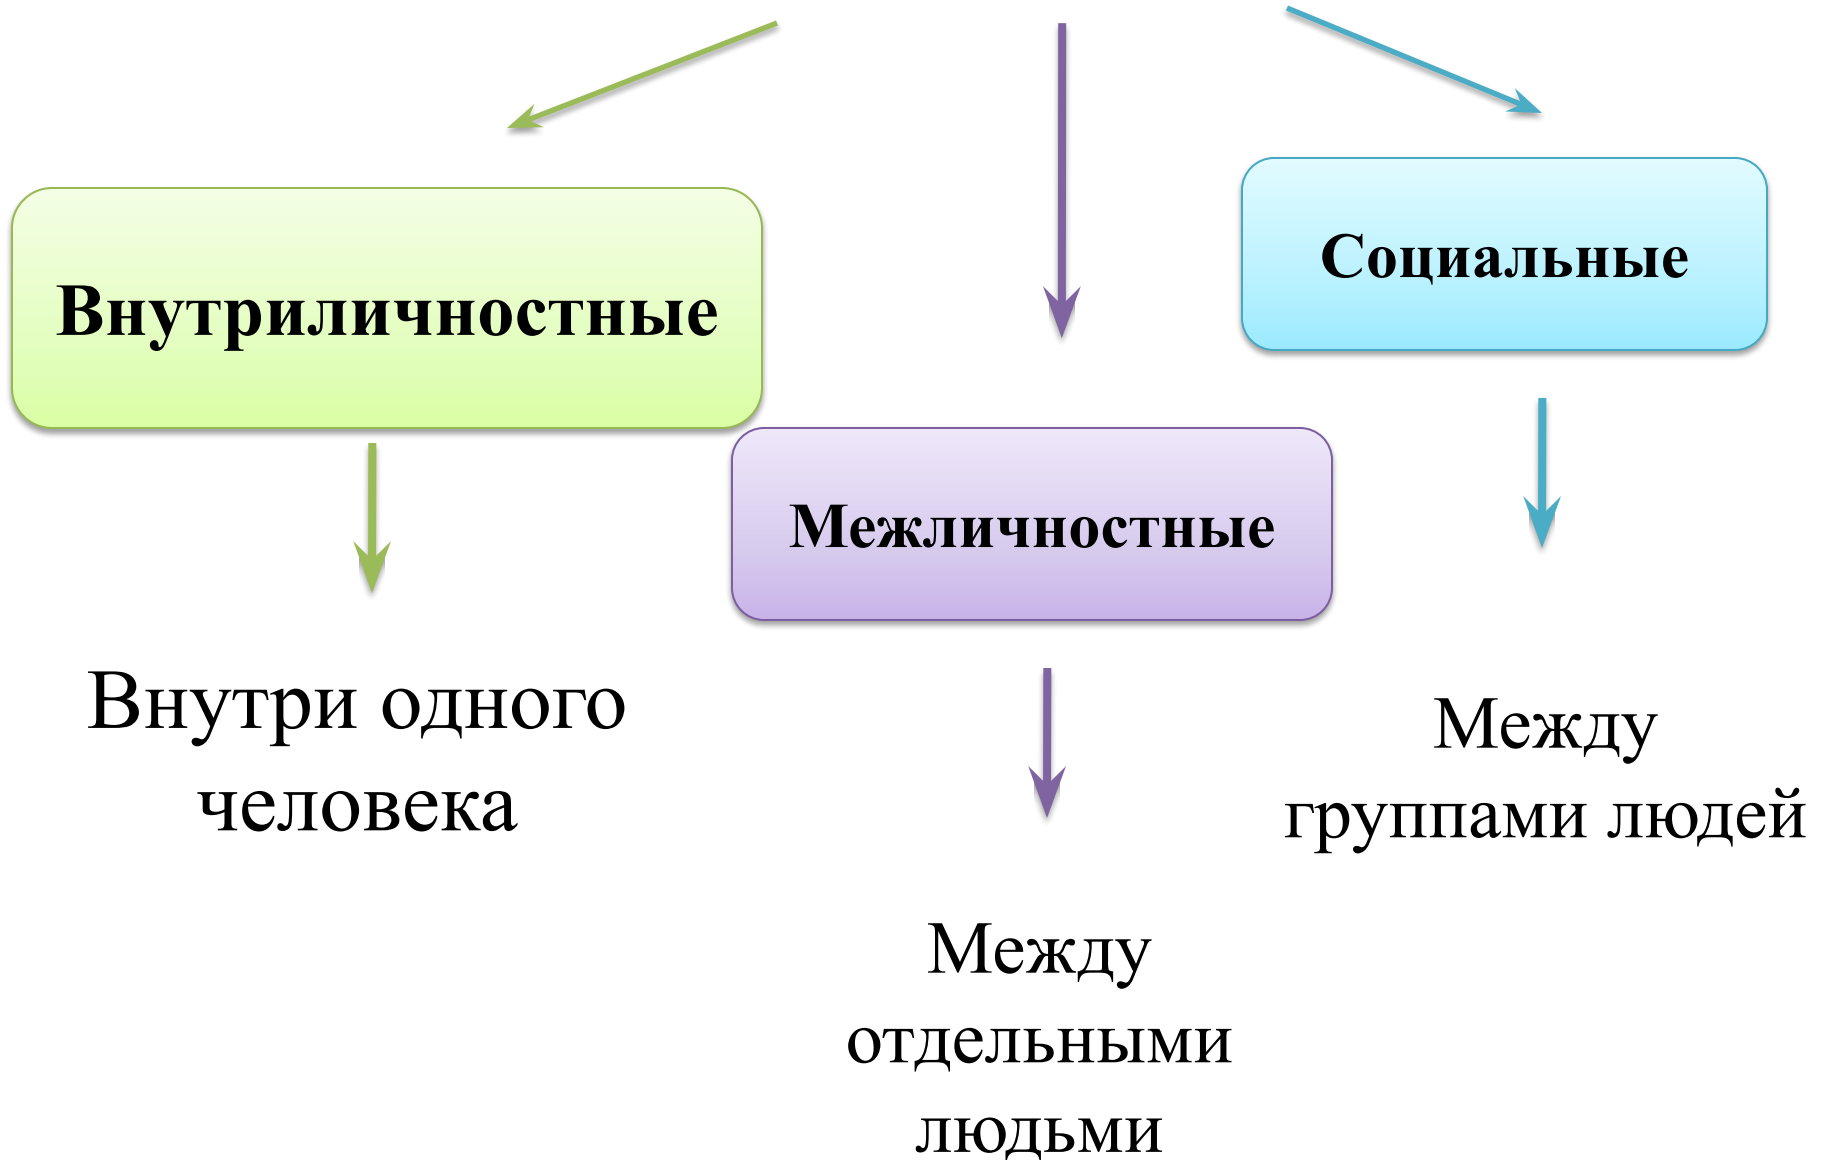 Внутриличностные
Межличностные
Социальные
Внутри одного
человека
Между
отдельными
людьми
Между
группами людей